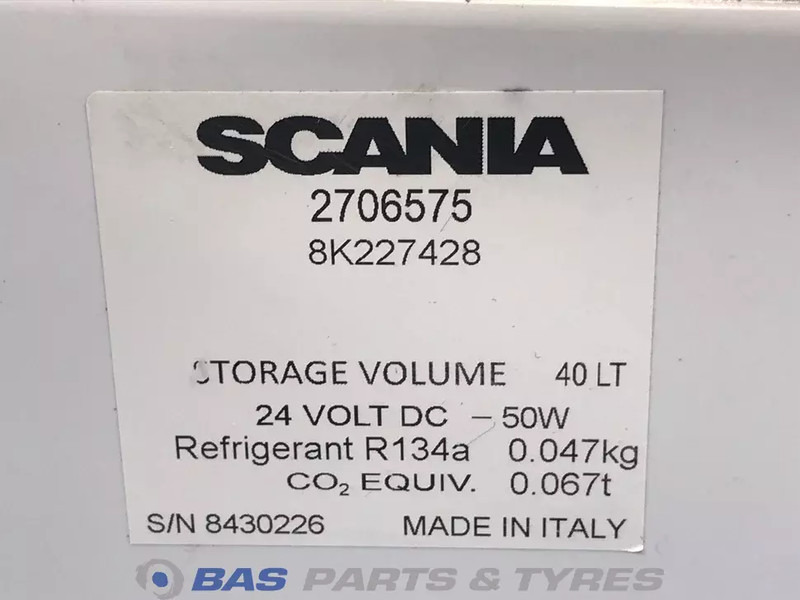 SCANIA
2706575
8K227428
STORAGE VOLUME 40 LT
24 VOLT DC - 50W
Refrigerant R134a 0.047kg
CO₂ EQUIV. 0.067t
S/N 8430226 MADE IN ITALY
BAS PARTS & TYRES